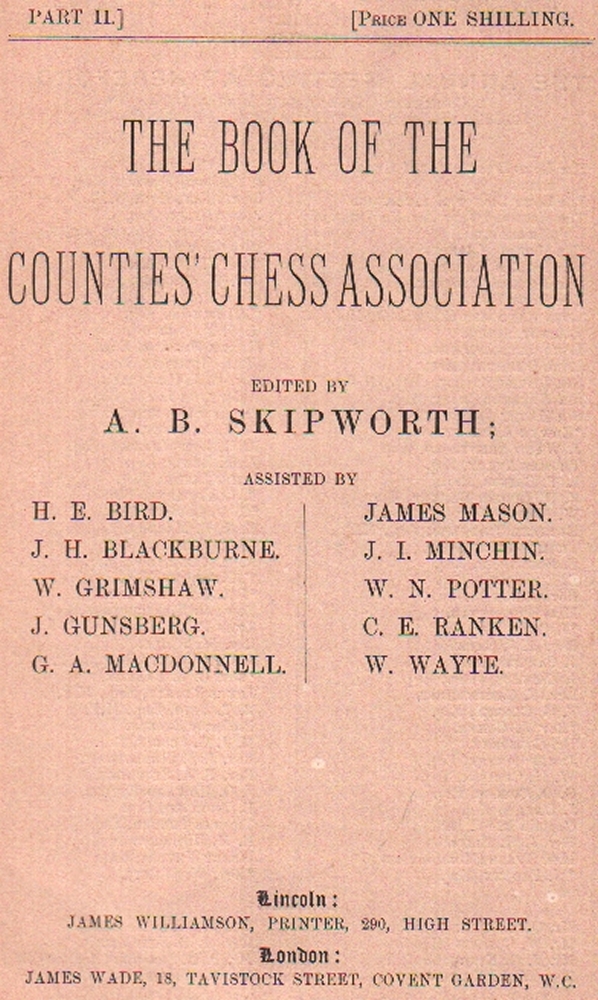 PART II.] [PRICE ONE SHILLING.
THE BOOK OF THE
COUNTIES' CHESS ASSOCIATION
EDITED BY
A. B. SKIPWORTH;
ASSISTED BY
H. E. BIRD.
J. H. BLACKBURNE.
W. GRIMSHAW.
J. GUNSBERG.
G. A. MACDONNELL.
JAMES MASON.
J. I. MINCHIN.
W. N. POTTER.
C. E. RANKEN.
W. WAYTE.
Lincoln:
JAMES WILLIAMSON, PRINTER, 290, HIGH STREET.
London:
JAMES WADE, 18, TAVISTOCK STREET, COVENT GARDEN, W.C.